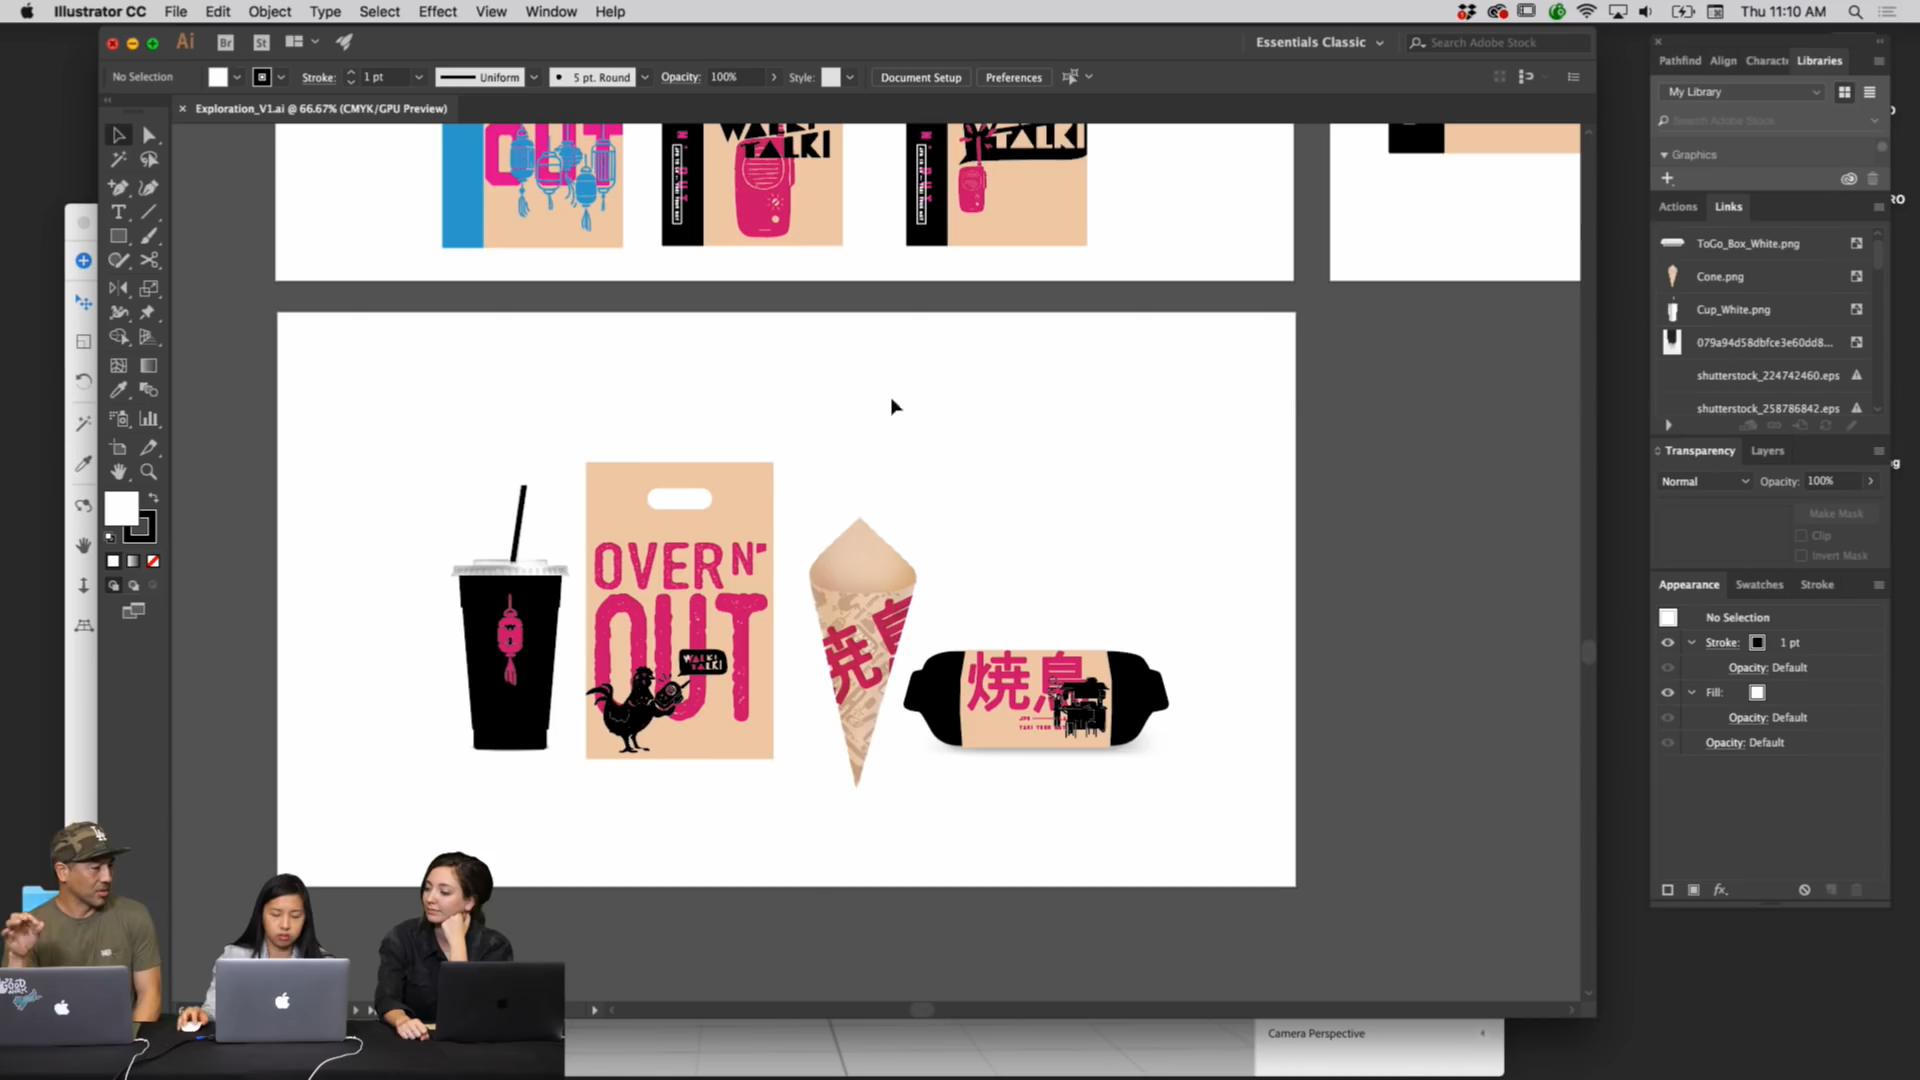 Illustrator CC File Edit Object Type Select Effect View Window Help
Thu 11:10 AM
Ai Br St
Essentials Classic
Search Adobe Stock
No Selection
Stroke: 1 pt
Uniform
5 pt. Round
Opacity: 100%
Style:
Document Setup
Preferences
Exploration_V1.ai @ 66.67% (CMYK/GPU Preview)
OUT
WALKI
TALKI
TALKI
OVER N'
OUT
WALKI
TALKI
焼鳥
焼鳥
Pathfind Align Charact Libraries
My Library
Search Adobe Stock
Graphics
Actions Links
ToGo_Box_White.png
Cone.png
Cup_White.png
079a94d58dbfce3e60dd8...
shutterstock_224742460.eps
shutterstock_258786842.eps
Transparency Layers
Normal Opacity: 100%
Make Mask
Clip
Invert Mask
Appearance Swatches Stroke
No Selection
Stroke: 1 pt
Opacity: Default
Fill:
Opacity: Default
Opacity: Default
fx.
Camera Perspective